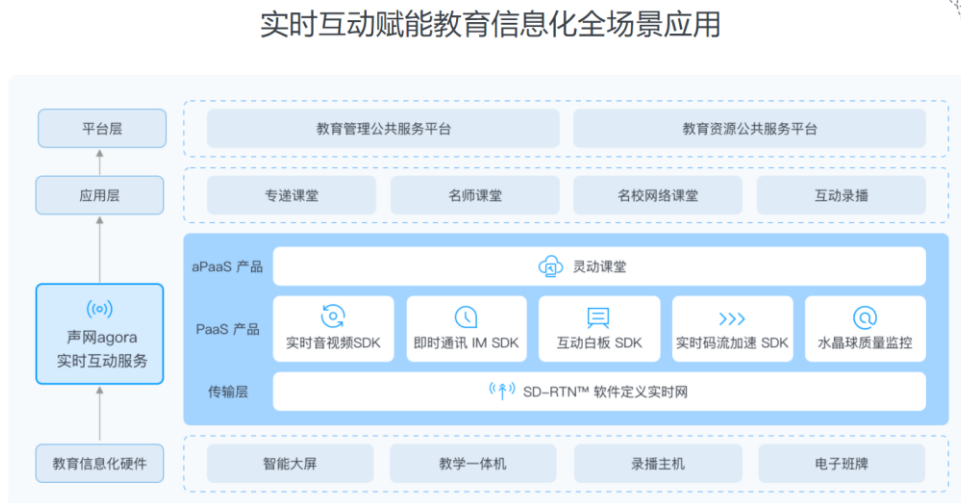 实时互动赋能教育信息化全场景应用
平台层
教育管理公共服务平台
教育资源公共服务平台
应用层
专递课堂
名师课堂
名校网络课堂
互动录播
声网agora
实时互动服务
aPaaS 产品
灵动课堂
PaaS 产品
实时音视频SDK
即时通讯 IM SDK
互动白板 SDK
实时码流加速 SDK
水晶球质量监控
传输层
SD-RTN™ 软件定义实时网
教育信息化硬件
智能大屏
教学一体机
录播主机
电子班牌